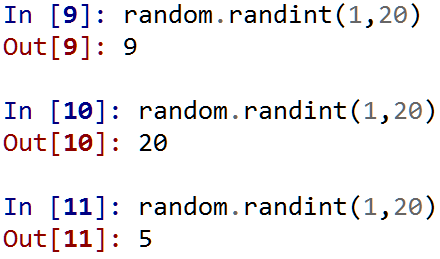 In [9]: random.randint(1,20)
Out[9]: 9
In [10]: random.randint(1,20)
Out[10]: 20
In [11]: random.randint(1,20)
Out[11]: 5